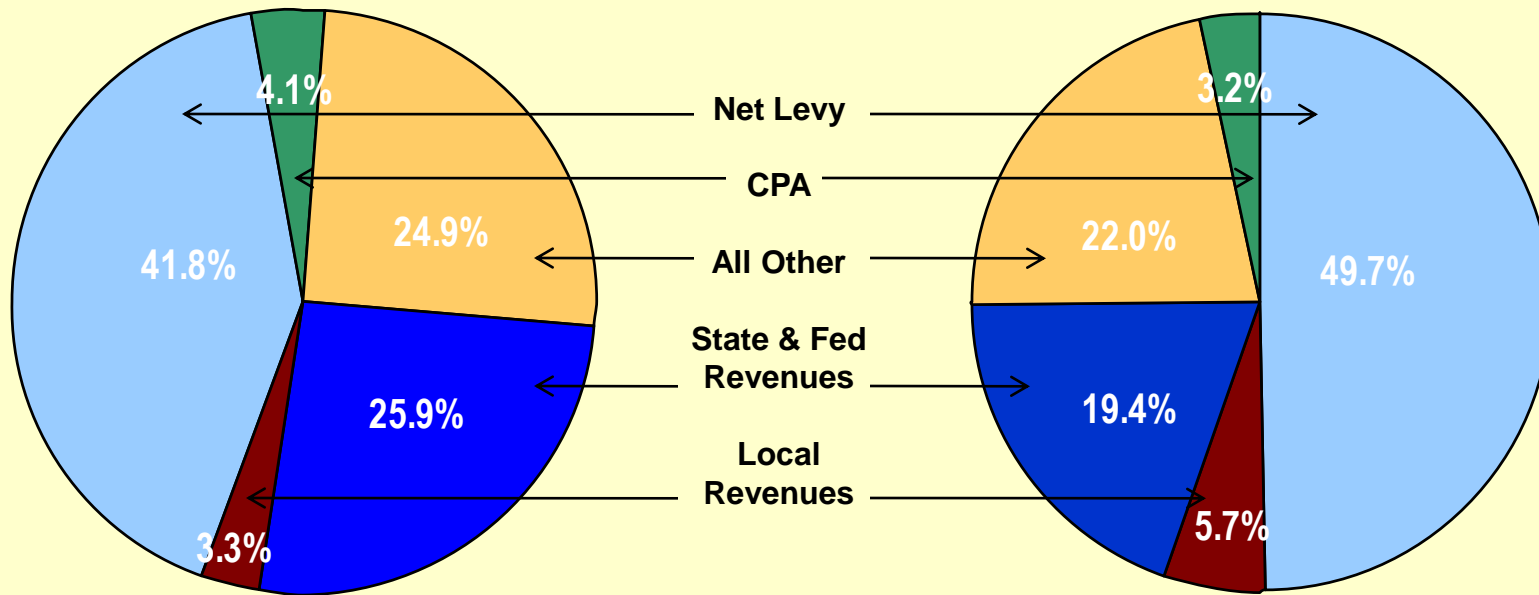 4.1%
3.2%
Net Levy
CPA
24.9%
22.0%
41.8%
49.7%
All Other
State & Fed
Revenues
25.9%
19.4%
Local
Revenues
3.3%
5.7%